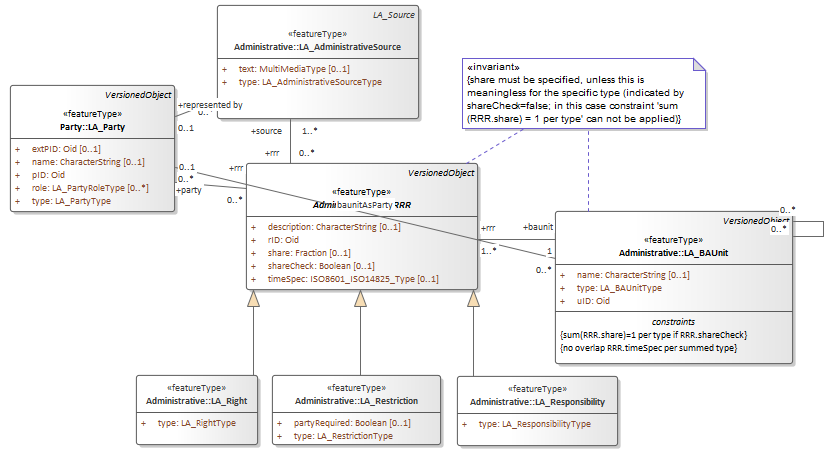 LA_Source
«featureType»
Administrative::LA_AdministrativeSource
+ text: MultiMediaType [0..1]
+ type: LA_AdministrativeSourceType
VersionedObject
«featureType»
Party::LA_Party
+ extPID: Oid [0..1]
+ name: CharacterString [0..1]
+ pID: Oid
+ role: LA_PartyRoleType [0..*]
+ type: LA_PartyType
+represented by
0..*
0..1
«invariant»
{share must be specified, unless this is
meaningless for the specific type (indicated by
shareCheck=false; in this case constraint 'sum
(RRR.share) = 1 per type' can not be applied)}
+source
1..*
+rrr
0..*
0..1
+rrr
+party
0..*
VersionedObject
«featureType»
baunitAsParty
RRR
+ description: CharacterString [0..1]
+ rID: Oid
+ share: Fraction [0..1]
+ shareCheck: Boolean [0..1]
+ timeSpec: ISO8601_ISO14825_Type [0..1]
+rrr
+baunit
1..*
1
0..*
0..*
0..*
VersionedObject
«featureType»
Administrative::LA_BAUnit
+ name: CharacterString [0..1]
+ type: LA_BAUnitType
+ uID: Oid
constraints
{sum(RRR.share)=1 per type if RRR.shareCheck}
{no overlap RRR.timeSpec per summed type}
«featureType»
Administrative::LA_Right
+ type: LA_RightType
«featureType»
Administrative::LA_Restriction
+ partyRequired: Boolean [0..1]
+ type: LA_RestrictionType
«featureType»
Administrative::LA_Responsibility
+ type: LA_ResponsibilityType